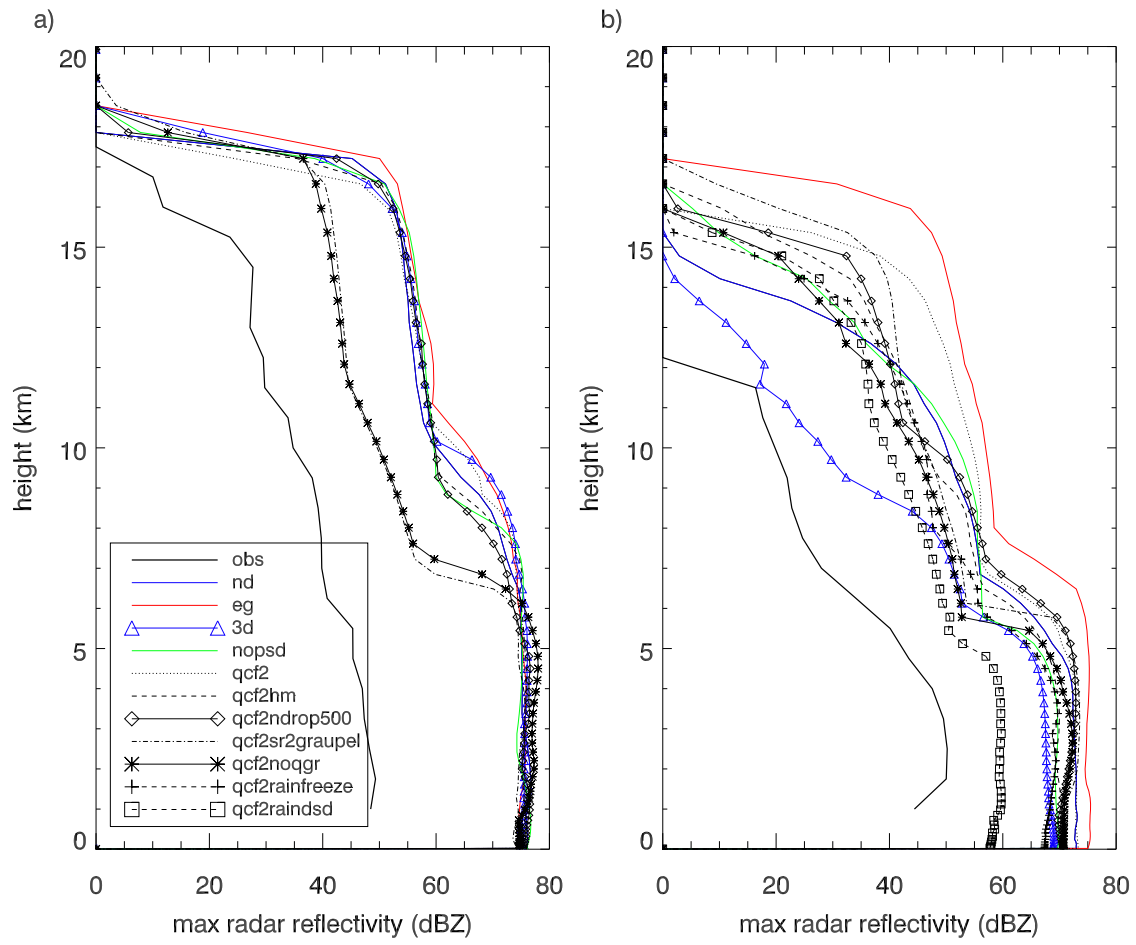 a)
b)
20
15
10
5
0
height (km)
obs
nd
eg
3d
nopsd
qcf2
qcf2hm
qcf2ndrop500
qcf2sr2graupel
qcf2noqgr
qcf2rainfreeze
qcf2raindsd
0 20 40 60 80
max radar reflectivity (dBZ)
20
15
10
5
0
height (km)
0 20 40 60 80
max radar reflectivity (dBZ)